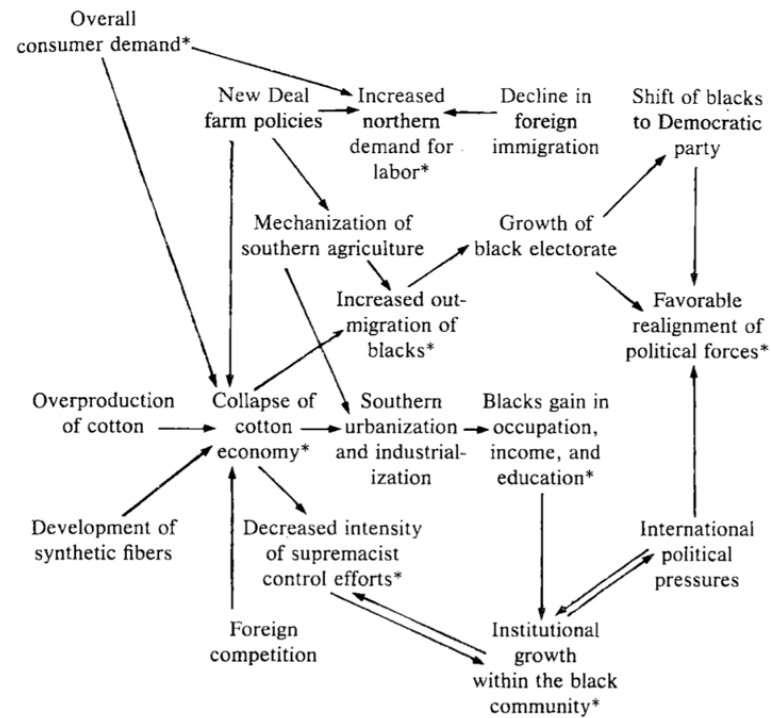 Overall
consumer demand*
New Deal
farm policies
Increased
northern
demand for
labor*
Decline in
foreign
immigration
Shift of blacks
to Democratic
party
Mechanization of
southern agriculture
Growth of
black electorate
Increased out-
migration of
blacks*
Favorable
realignment of
political forces*
Overproduction
of cotton
Collapse of
cotton
economy*
Southern
urbanization
and industrial-
ization
Blacks gain in
occupation,
income, and
education*
Development of
synthetic fibers
Decreased intensity
of supremacist
control efforts*
International
political
pressures
Foreign
competition
Institutional
growth
within the black
community*